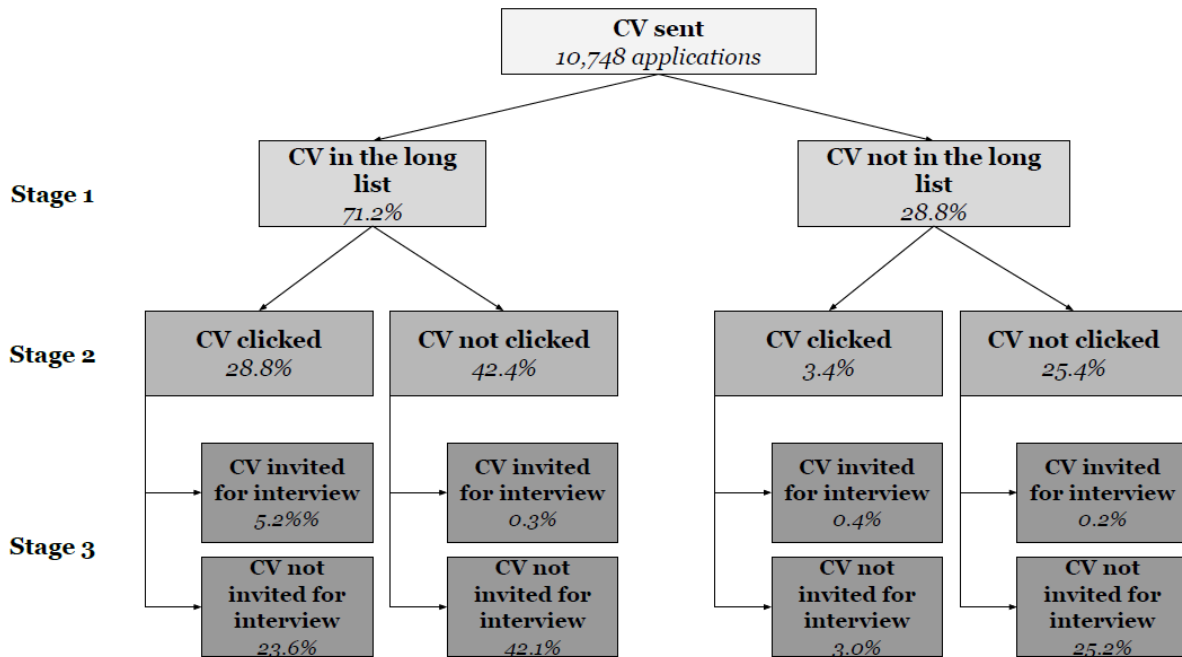 CV sent
10,748 applications
Stage 1
CV in the long
list
71.2%
CV not in the long
list
28.8%
Stage 2
CV clicked
28.8%
CV not clicked
42.4%
CV clicked
3.4%
CV not clicked
25.4%
Stage 3
CV invited
for interview
5.2%%
CV invited
for interview
0.3%
CV invited
for interview
0.4%
CV invited
for interview
0.2%
CV not
invited for
interview
23.6%
CV not
invited for
interview
42.1%
CV not
invited for
interview
3.0%
CV not
invited for
interview
25.2%